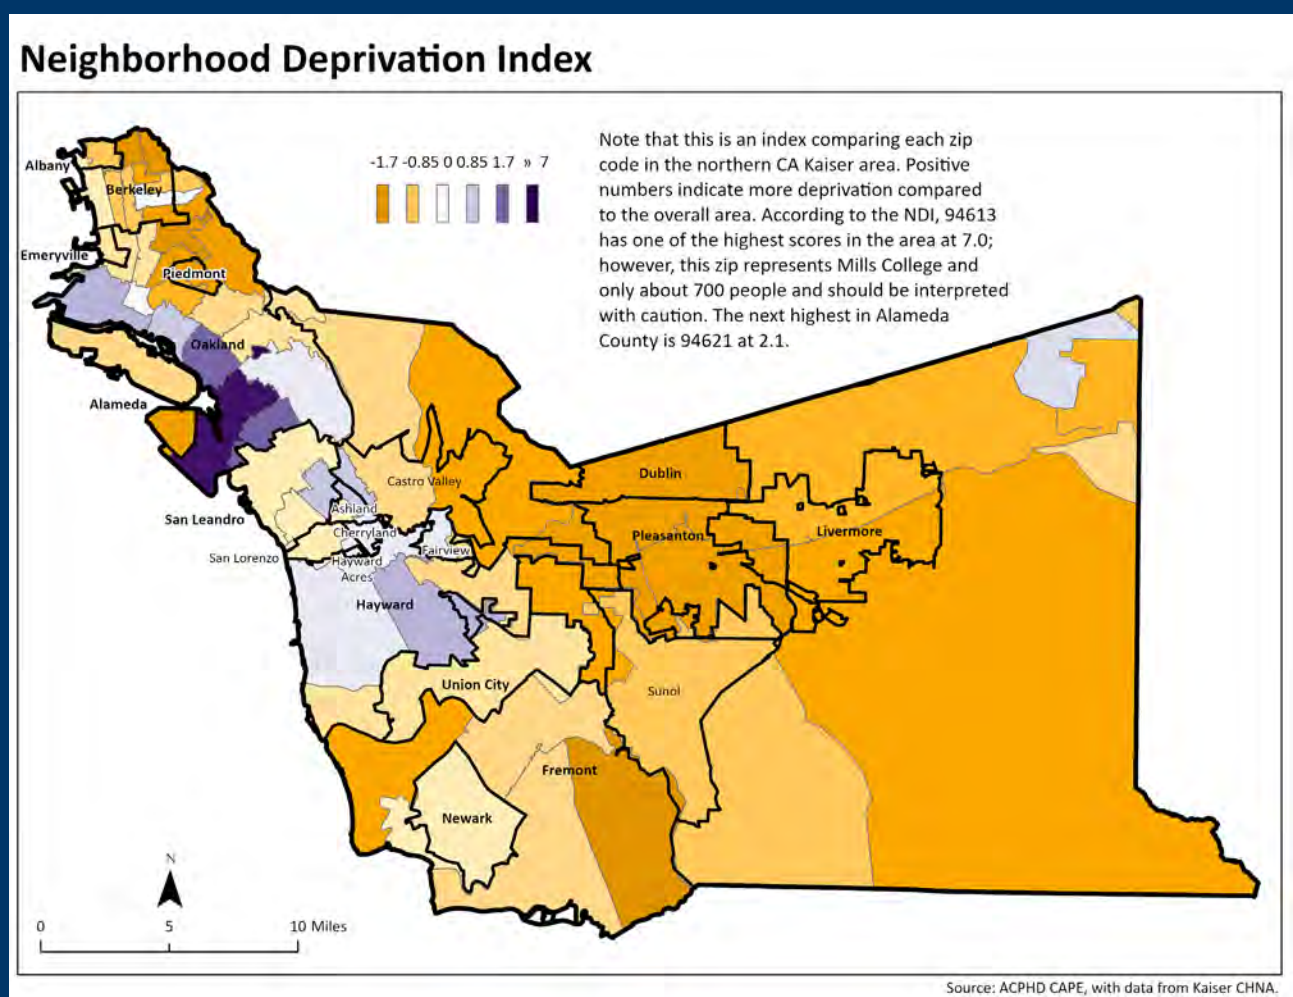 Neighborhood Deprivation Index
-1.7 -0.85 0 0.85 1.7 » 7
Note that this is an index comparing each zip
code in the northern CA Kaiser area. Positive
numbers indicate more deprivation compared
to the overall area. According to the NDI, 94613
has one of the highest scores in the area at 7.0;
however, this zip represents Mills College and
only about 700 people and should be interpreted
with caution. The next highest in Alameda
County is 94621 at 2.1.
Albany
Berkeley
Emeryville
Piedmont
Oakland
Alameda
Castro Valley
Dublin
Ashland
San Leandro
Cherryland
Livermore
Pleasanton
Fairview
San Lorenzo
Hayward
Acres
Hayward
Union City
Sunol
Fremont
Newark
N
0 5 10 Miles
Source: ACPHD CAPE, with data from Kaiser CHNA.